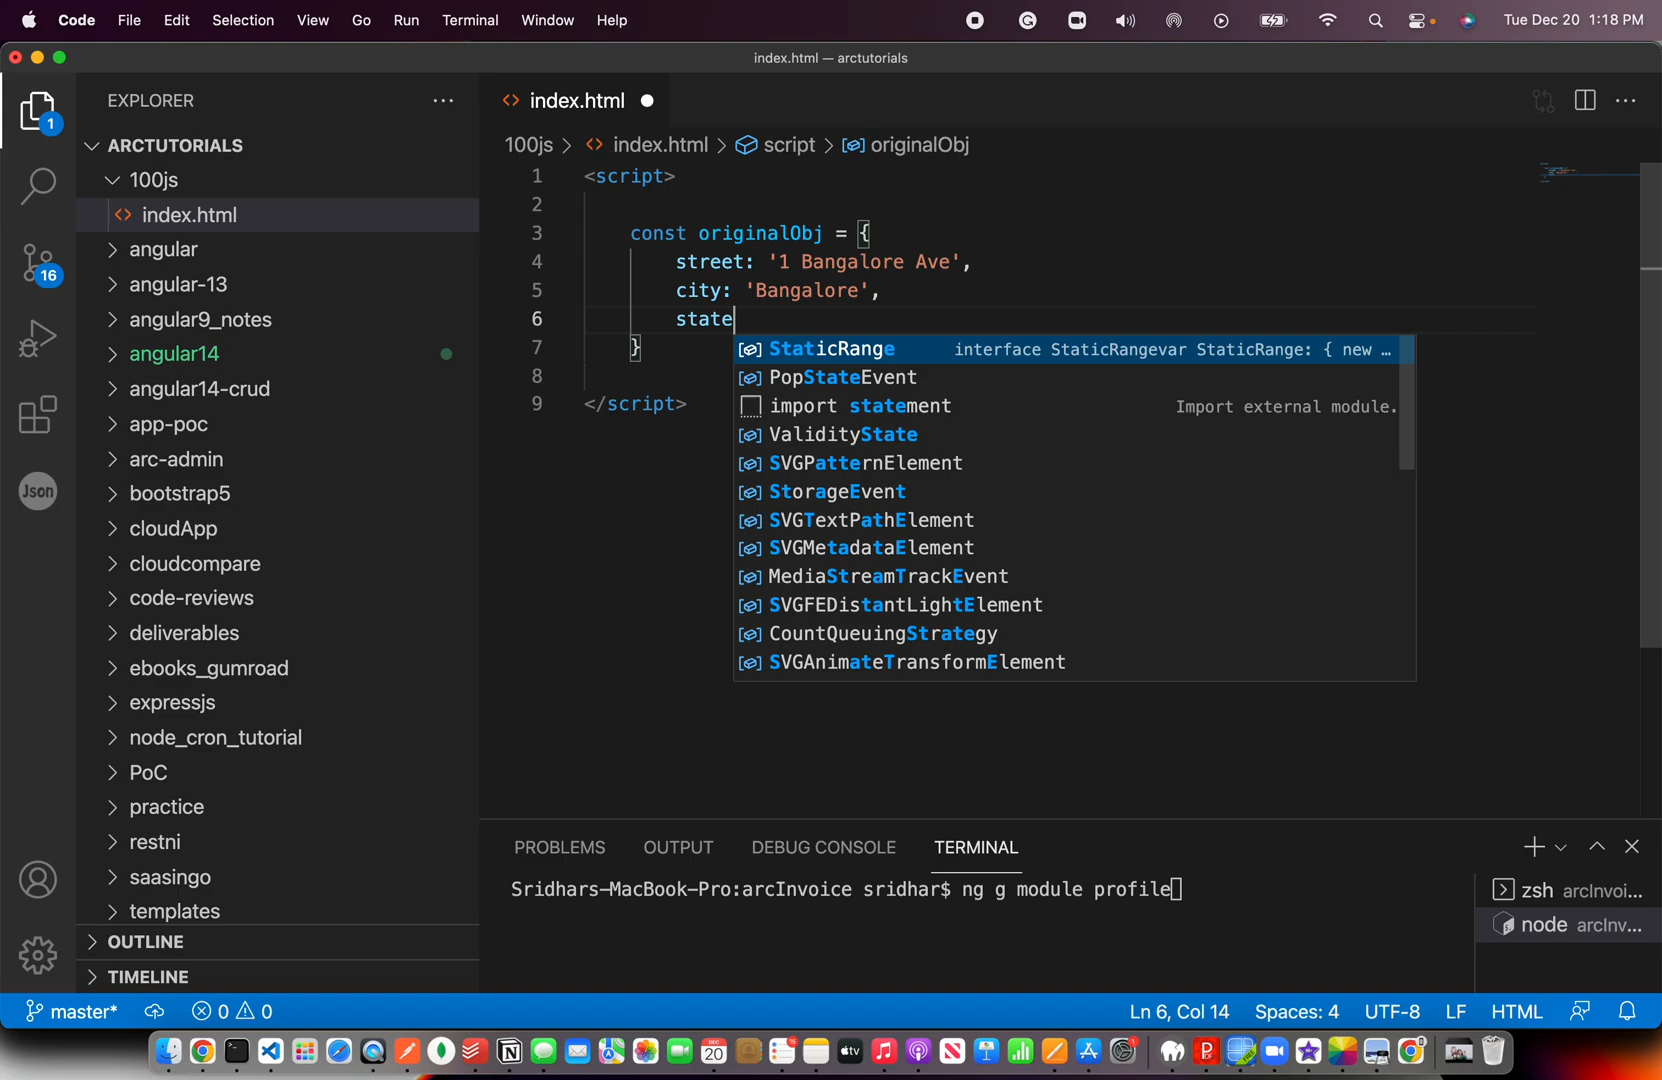 Code File Edit Selection View Go Run Terminal Window Help Tue Dec 20 1:18 PM
index.html — arctutorials
EXPLORER
index.html
100js > index.html > script > originalObj
1
ARCTUTORIALS
100js
index.html
angular
angular-13
angular9_notes
angular14
angular14-crud
app-poc
arc-admin
bootstrap5
cloudApp
cloudcompare
code-reviews
deliverables
ebooks_gumroad
expressjs
node_cron_tutorial
PoC
practice
restni
saasingo
templates
OUTLINE
TIMELINE
16
Json
1 <script>
2
3 const originalObj = {
4 street: '1 Bangalore Ave',
5 city: 'Bangalore',
6 state
7 }
8
9 </script>
StaticRange interface StaticRangevar StaticRange: { new …
PopStateEvent
import statement Import external module.
ValidityState
SVGPatternElement
StorageEvent
SVGTextPathElement
SVGMetadataElement
MediaStreamTrackEvent
SVGFEDistantLightElement
CountQueuingStrategy
SVGAnimateTransformElement
PROBLEMS OUTPUT DEBUG CONSOLE TERMINAL
Sridhars-MacBook-Pro:arcInvoice sridhar$ ng g module profile
zsh arcInvoi...
node arcInv...
master* 0 0 Ln 6, Col 14 Spaces: 4 UTF-8 LF HTML
DEC
20